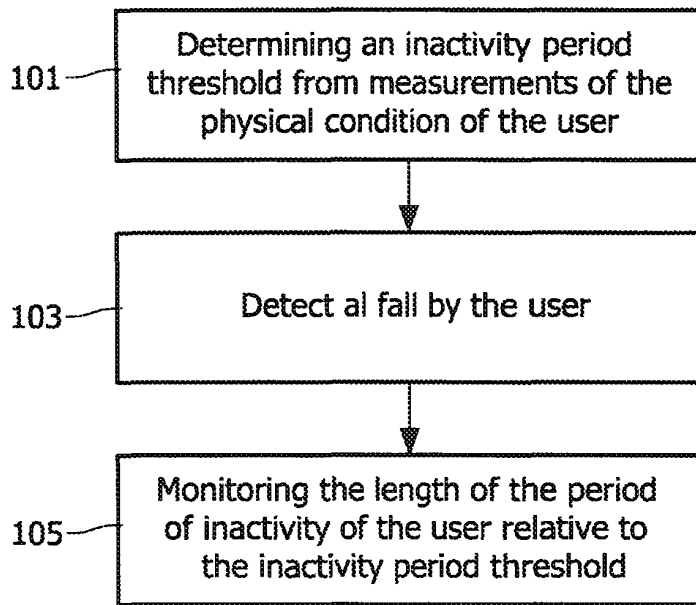 101
Determining an inactivity period
threshold from measurements of the
physical condition of the user
103
Detect al fall by the user
105
Monitoring the length of the period
of inactivity of the user relative to
the inactivity period threshold